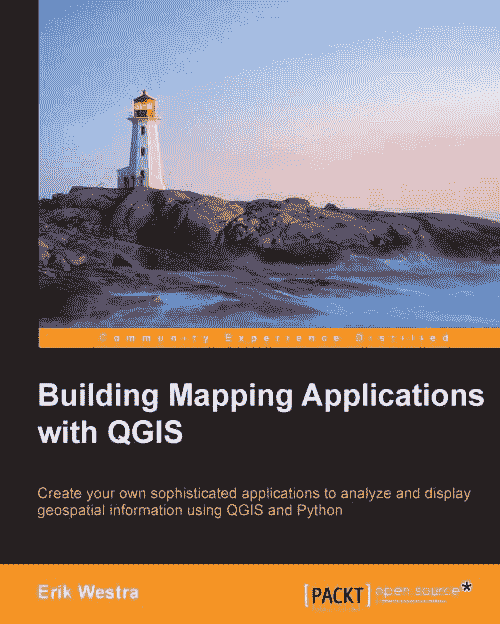 Community Experience Distilled
Building Mapping Applications
with QGIS
Create your own sophisticated applications to analyze and display
geospatial information using QGIS and Python
Erik Westra
[PACKT] open source*